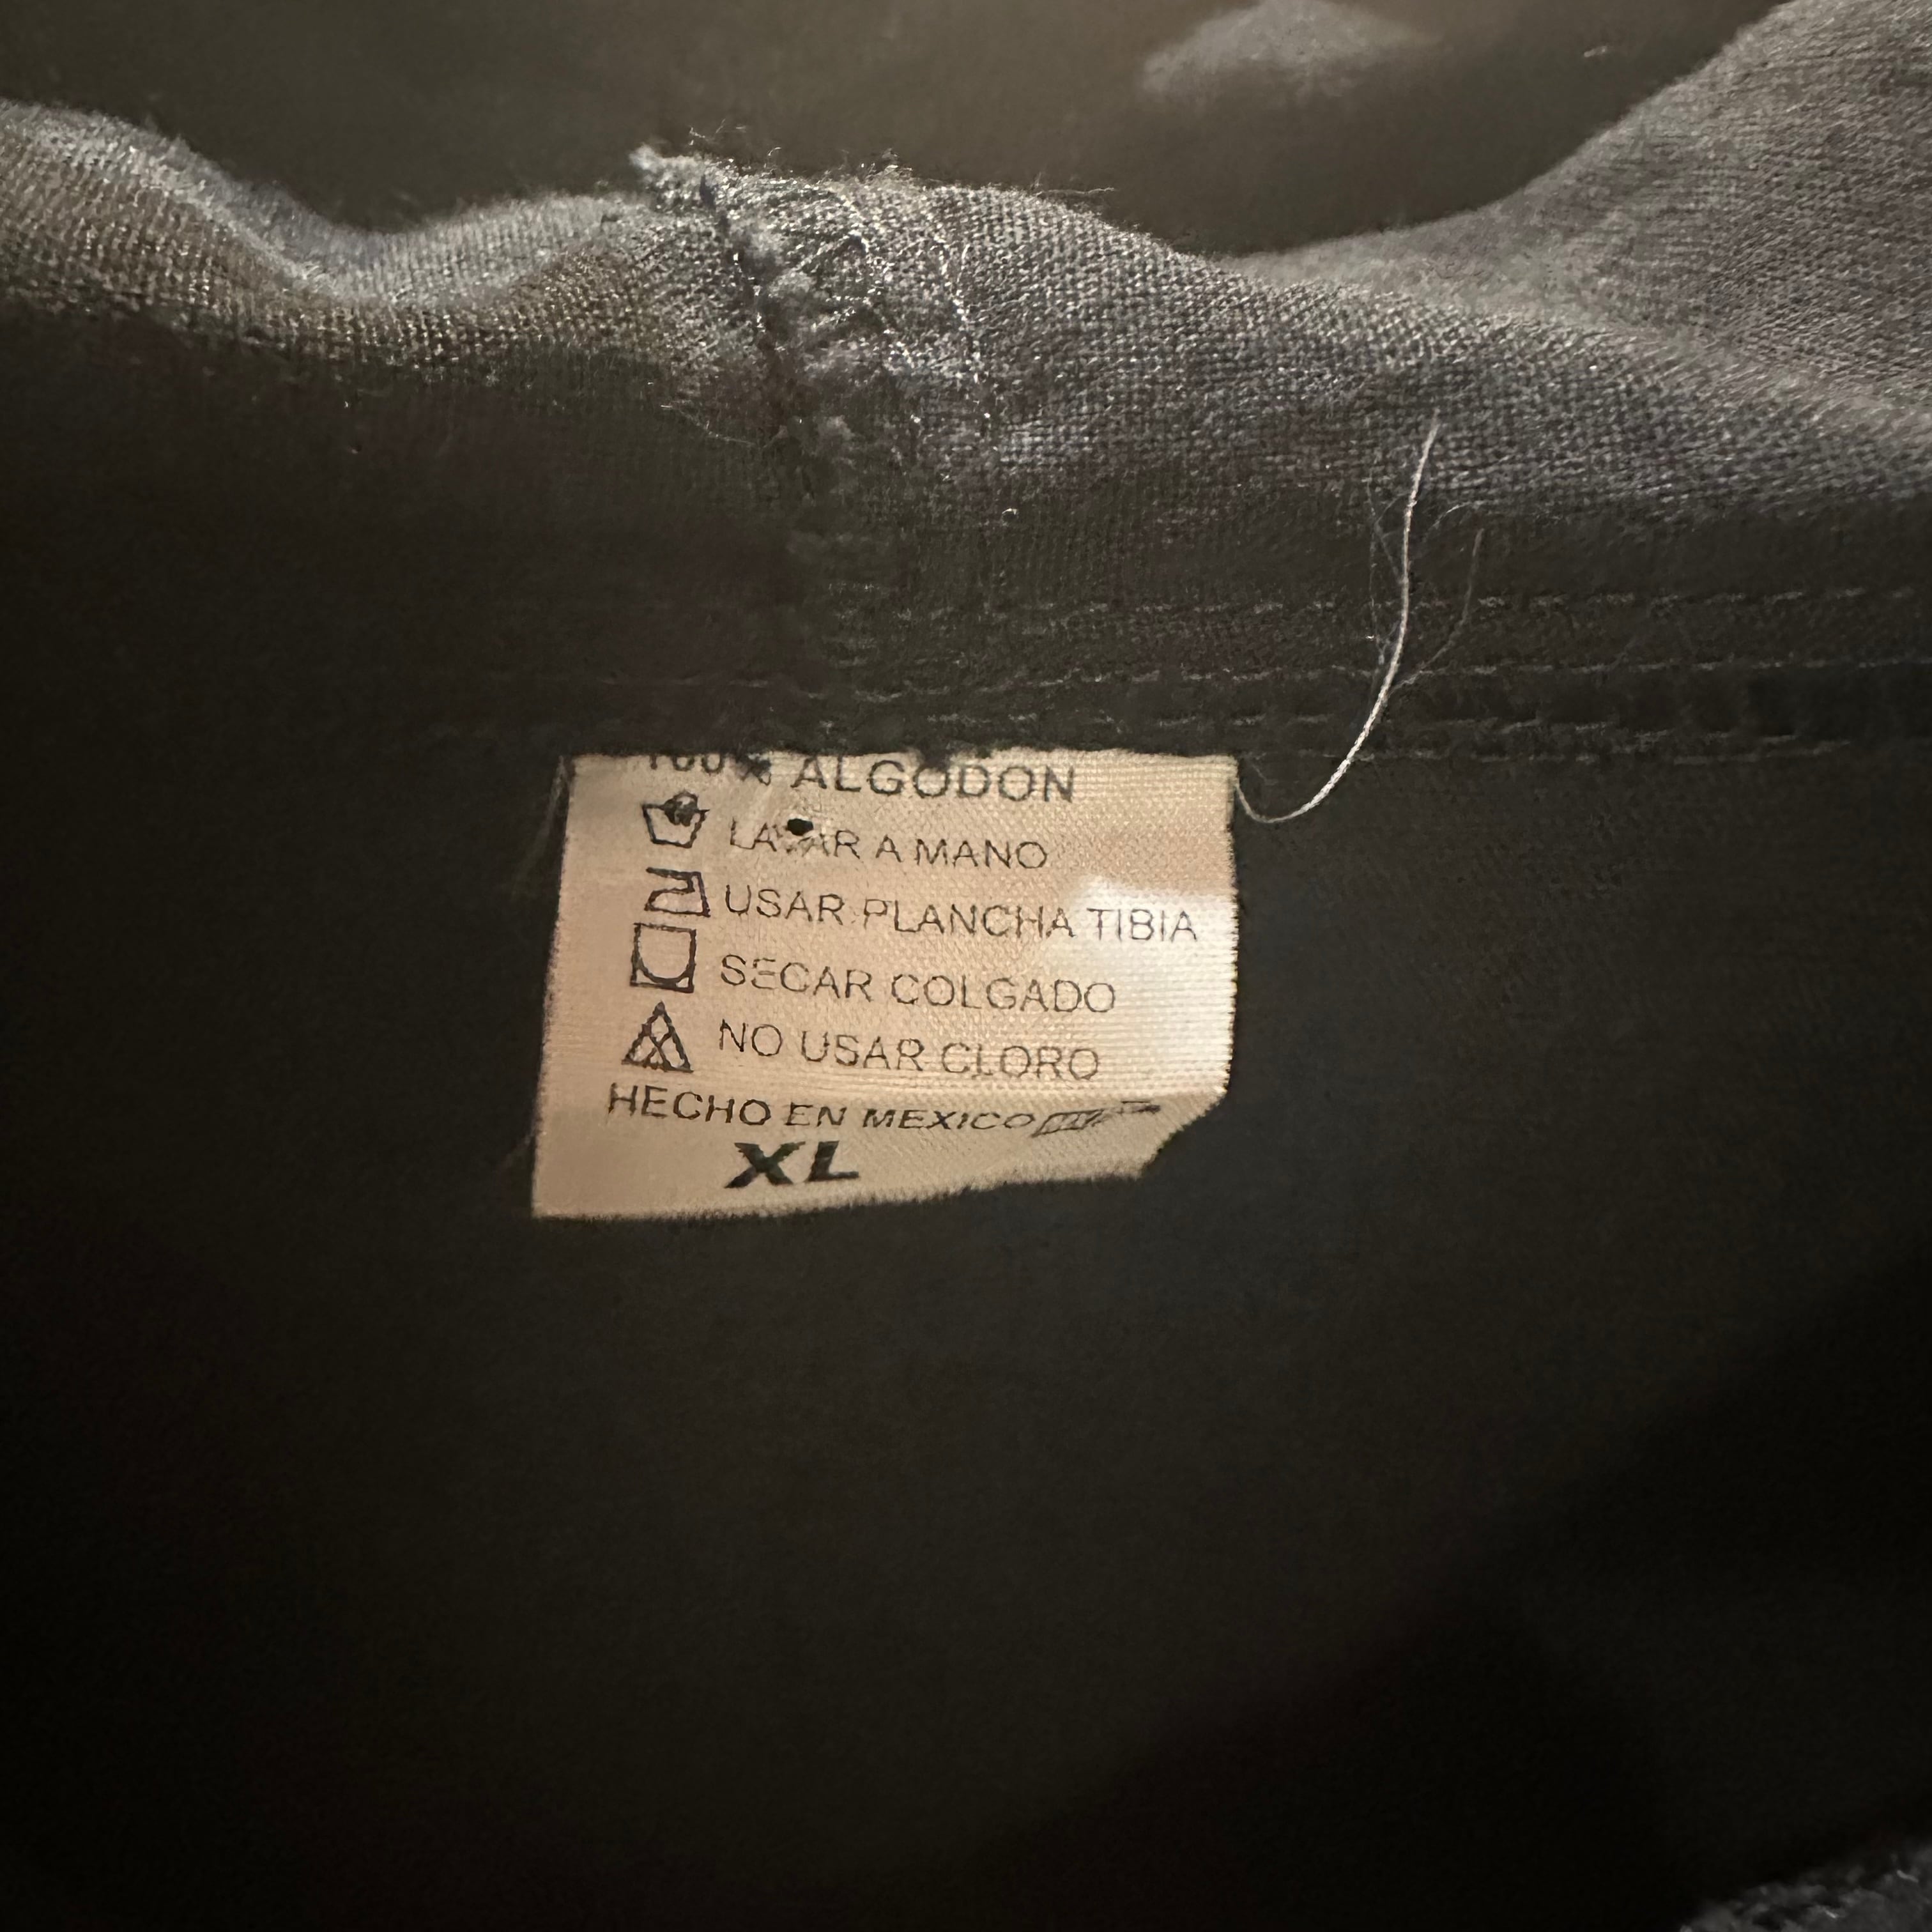 100% ALGODON
LAVAR A MANO
USAR PLANCHA TIBIA
SECAR COLGADO
NO USAR CLORO
HECHO EN MEXICO
XL